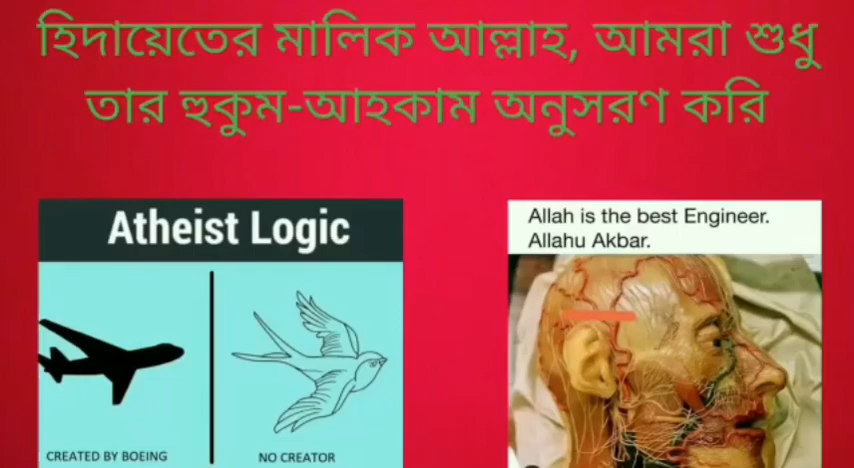 হিদায়েতের মালিক আল্লাহ, আমরা শুধু
তার হুকুম-আহকাম অনুসরণ করি
Atheist Logic
CREATED BY BOEING
NO CREATOR
Allah is the best Engineer.
Allahu Akbar.